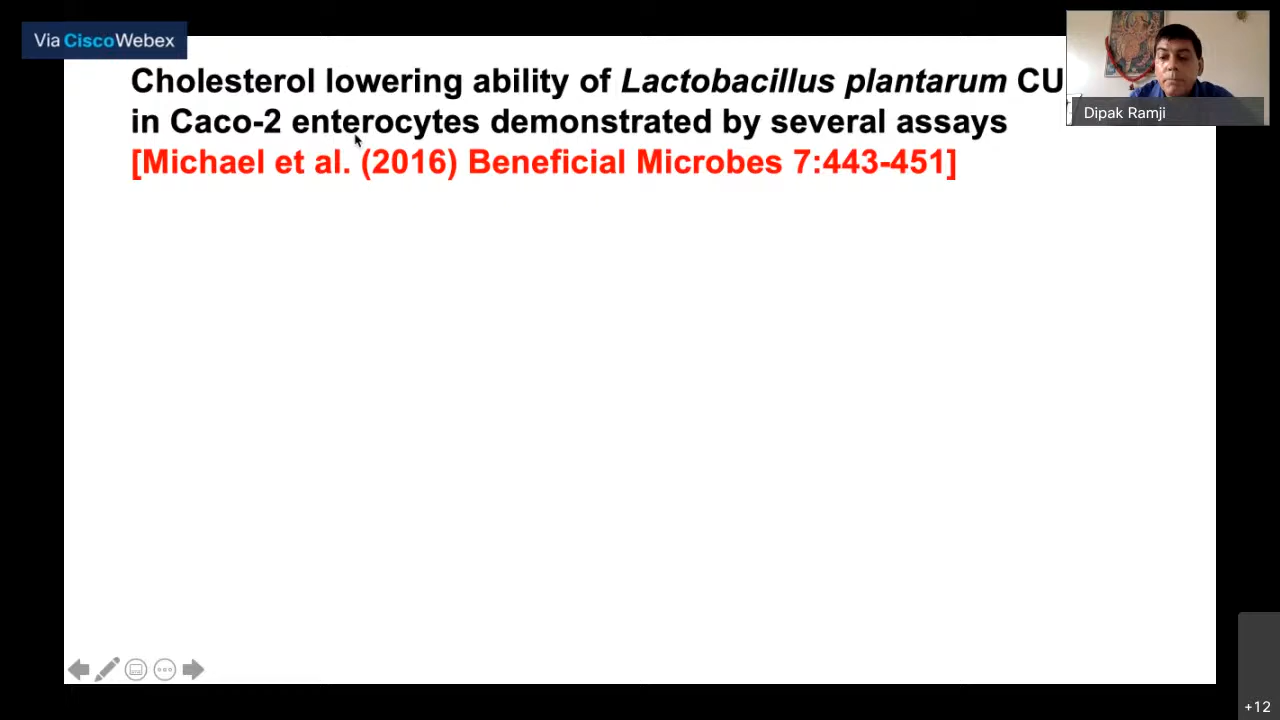 Via CiscoWebex
Cholesterol lowering ability of Lactobacillus plantarum CU
in Caco-2 enterocytes demonstrated by several assays
[Michael et al. (2016) Beneficial Microbes 7:443-451]
Dipak Ramji
+12